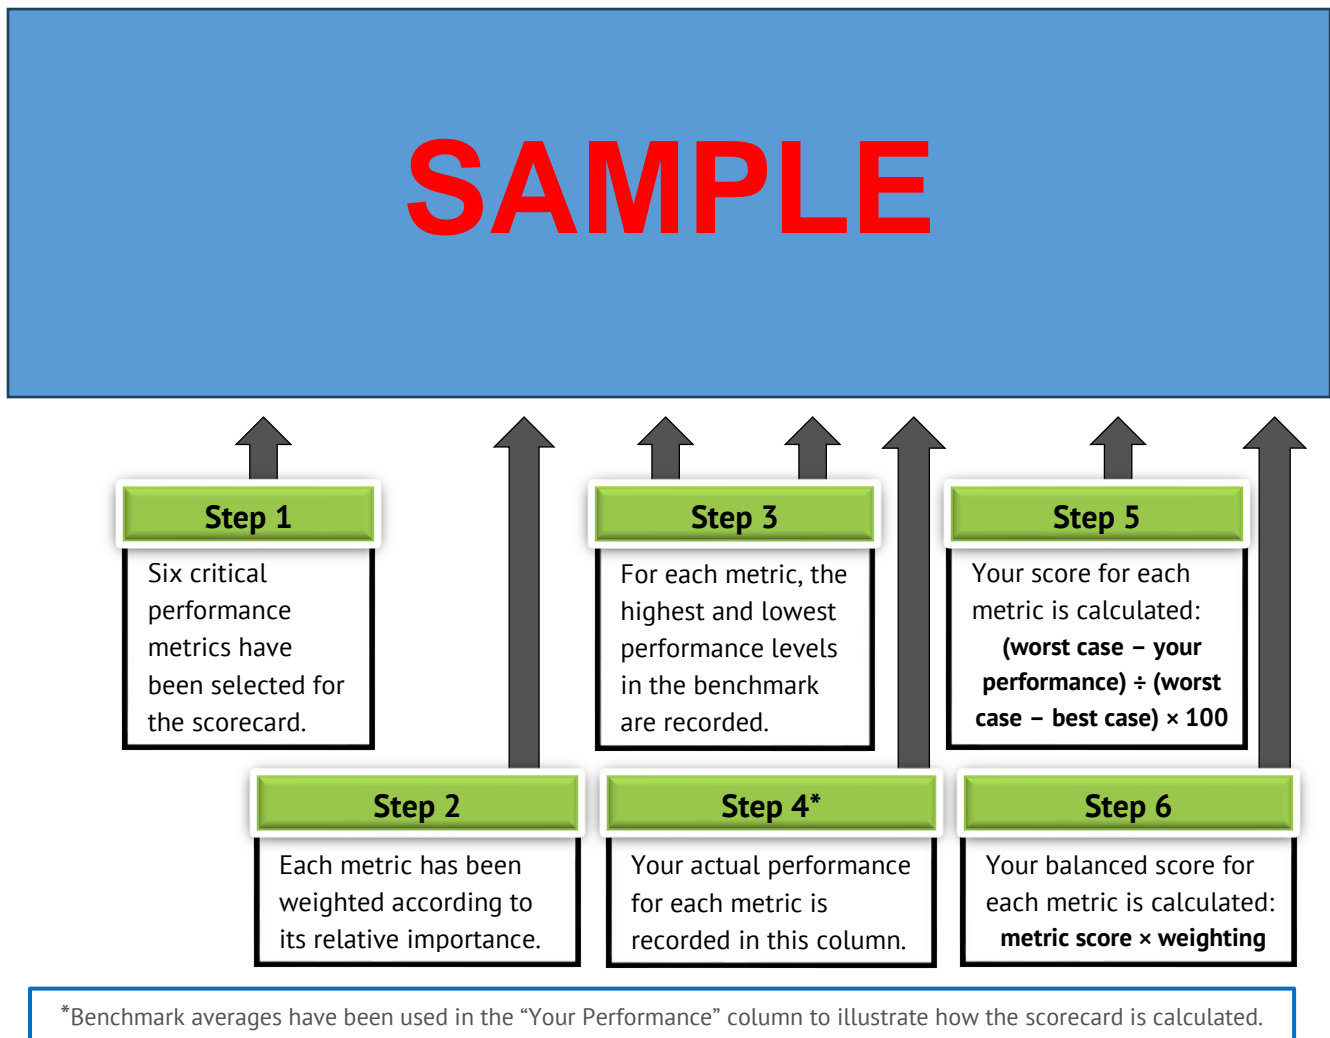 SAMPLE
Step 1
Six critical
performance
metrics have
been selected for
the scorecard.
Step 2
Each metric has been
weighted according to
its relative importance.
Step 3
For each metric, the
highest and lowest
performance levels
in the benchmark
are recorded.
Step 4*
Your actual performance
for each metric is
recorded in this column.
Step 5
Your score for each
metric is calculated:
(worst case – your
performance) ÷ (worst
case – best case) × 100
Step 6
Your balanced score for
each metric is calculated:
metric score × weighting
*Benchmark averages have been used in the “Your Performance” column to illustrate how the scorecard is calculated.